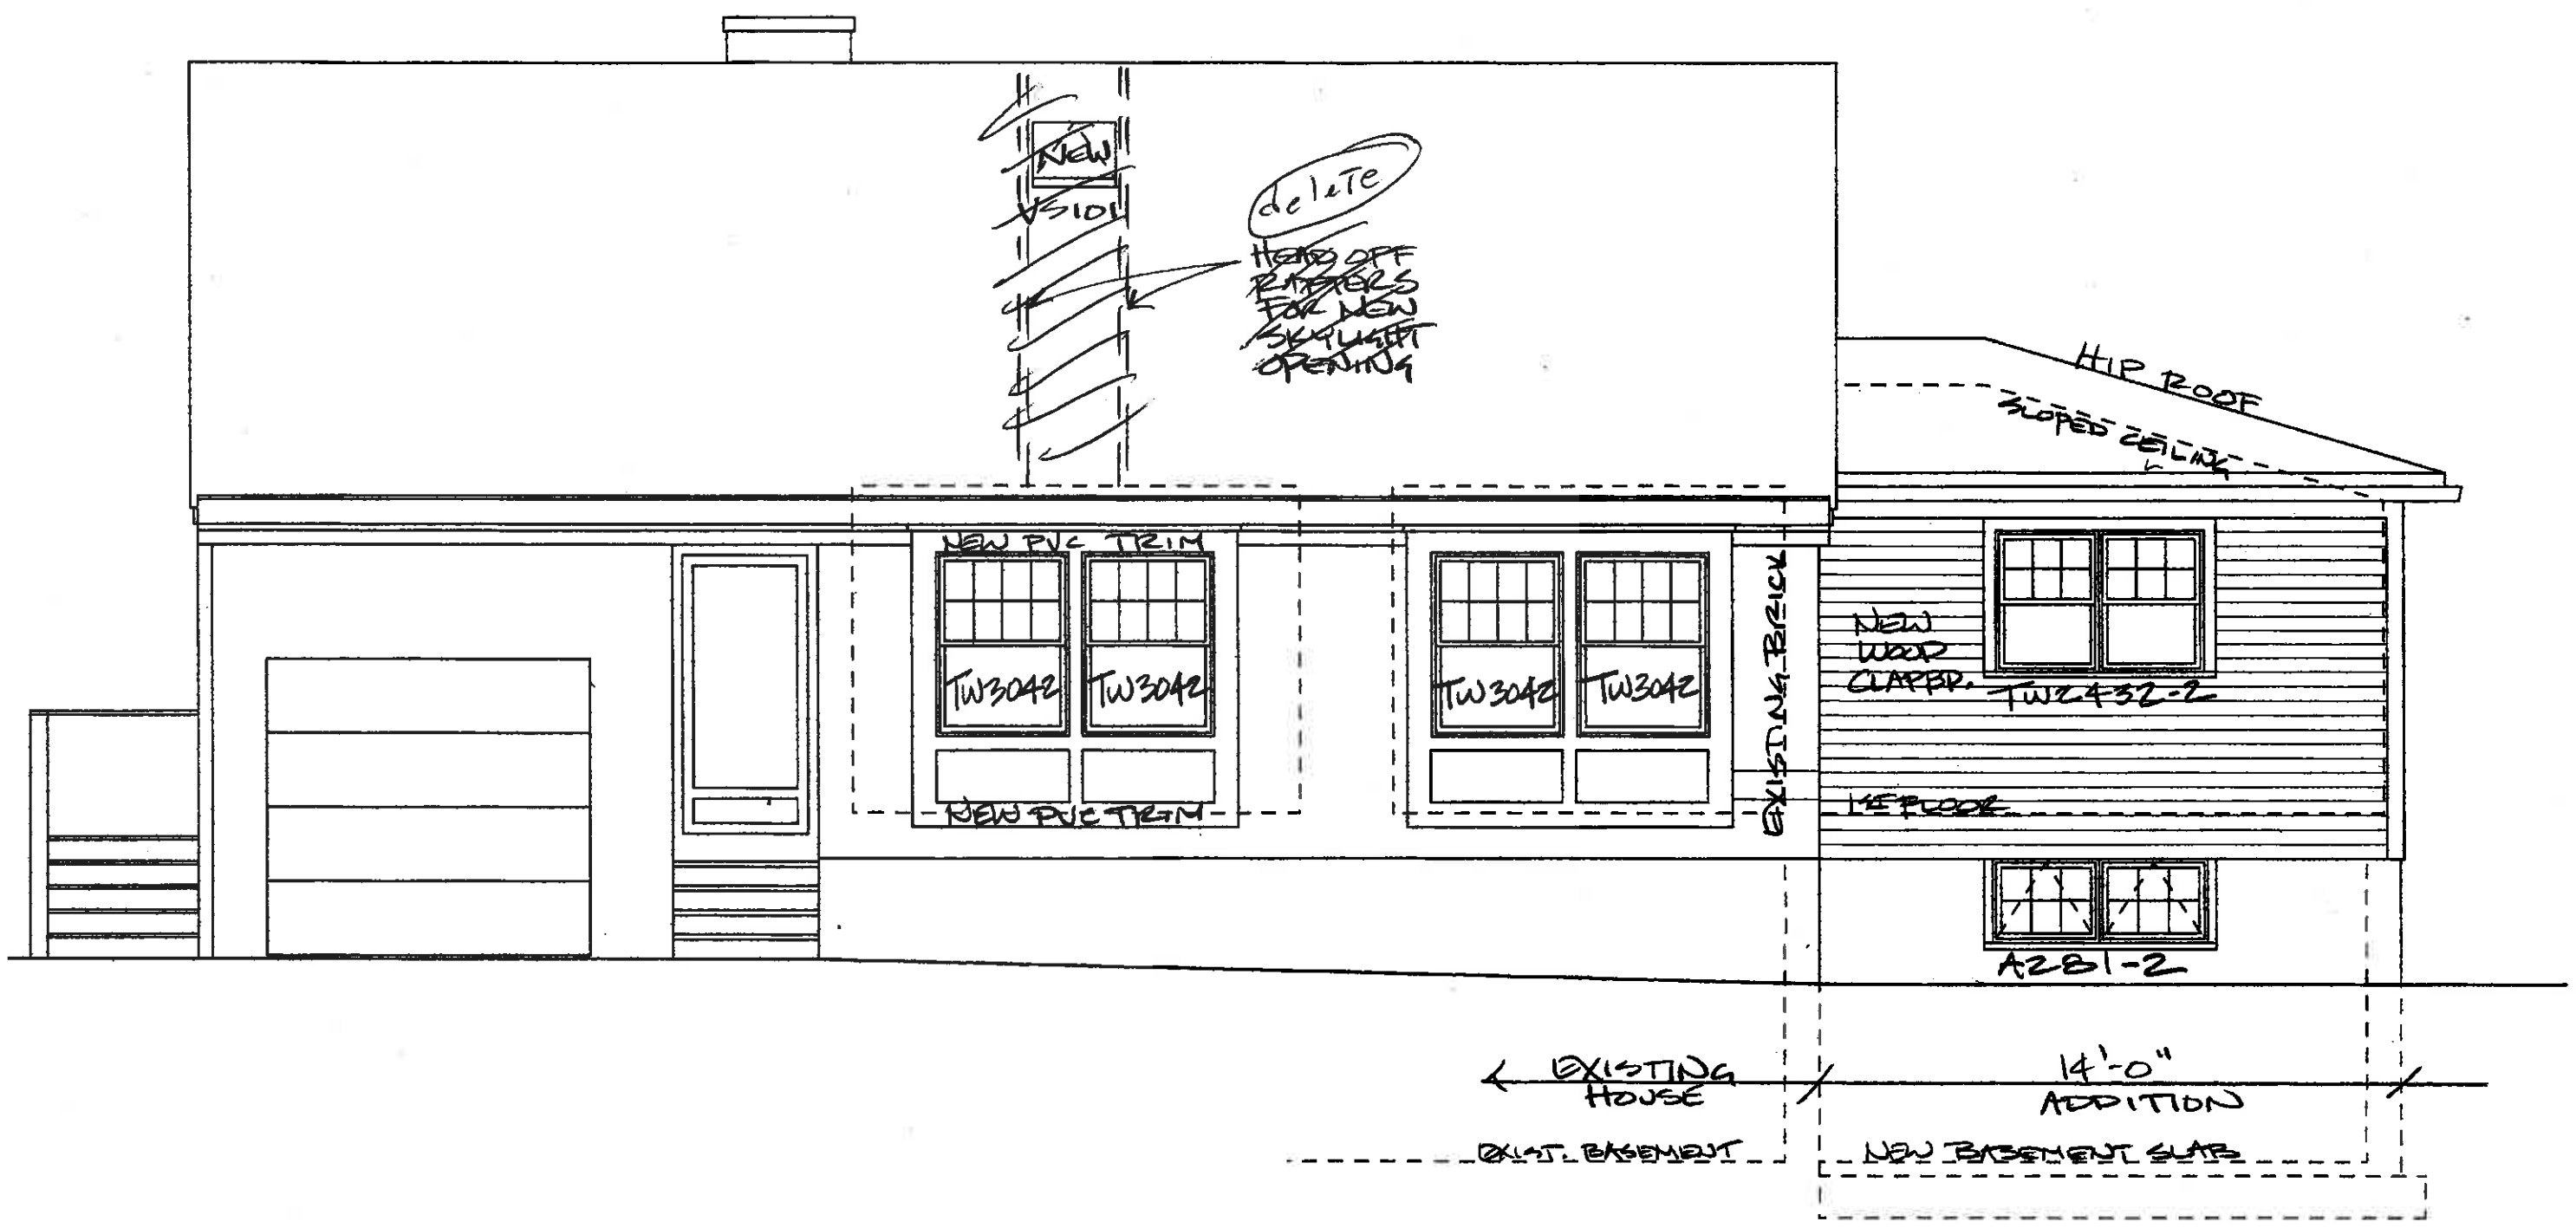 NEW
VS101
delete
HEAD OFF
RAFTERS
FOR NEW
SKYLIGHT
OPENING
HIP ROOF
SLOPED CEILING
NEW PVC TRIM
TW3042
TW3042
TW3042
TW3042
NEW PVC TRIM
EXISTING BRICK
NEW
WOOD
CLAPBD.
TW2432-2
1ST FLOOR
A281-2
EXISTING
HOUSE
14'-0"
ADDITION
EXIST. BASEMENT
NEW BASEMENT SLAB